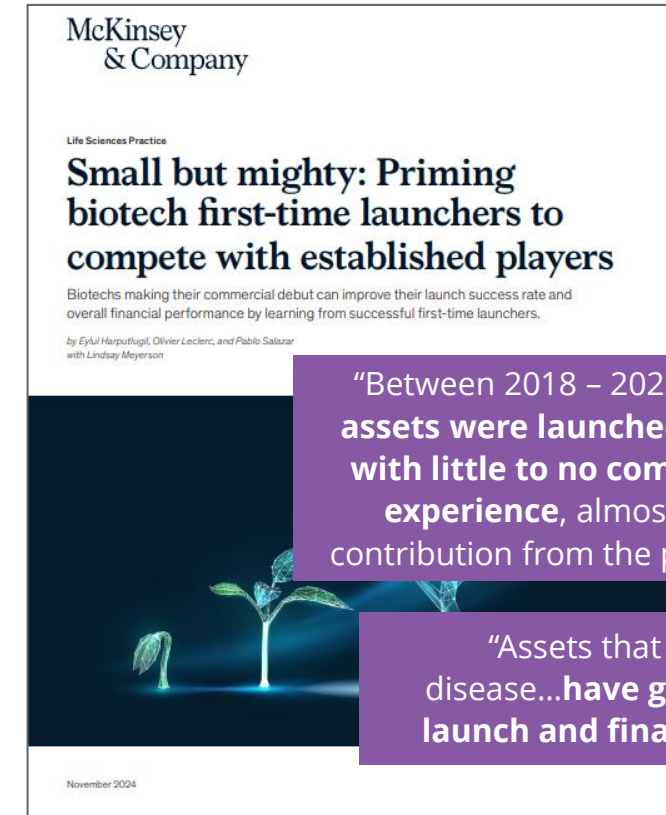 McKinsey
& Company
Life Sciences Practice
Small but mighty: Priming
biotech first-time launchers to
compete with established players
Biotechs making their commercial debut can improve their launch success rate and
overall financial performance by learning from successful first-time launchers.
by Eylul Harputlugil, Olivier Leclerc, and Pablo Salazar
with Lindsay Meyerson
“Between 2018 – 202
assets were launche
with little to no com
experience, almos
contribution from the p
“Assets that
disease…have g
launch and fina
November 2024